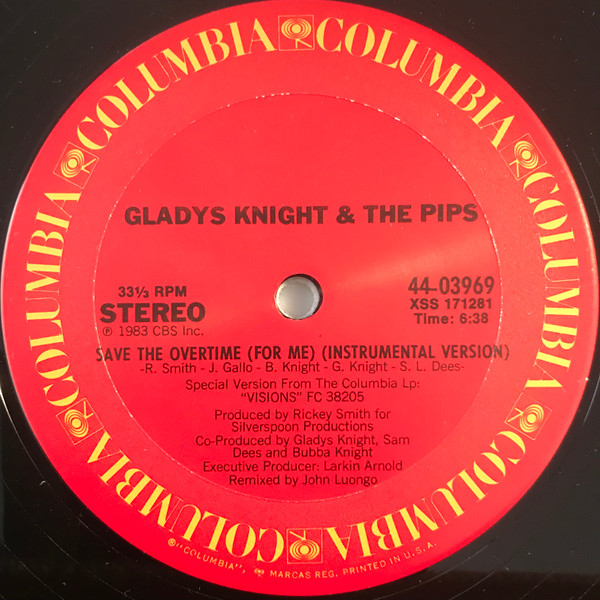 COLUMBIA COLUMBIA COLUMBIA COLUMBIA COLUMBIA COLUMBIA COLUMBIA COLUMBIA
GLADYS KNIGHT & THE PIPS
33⅓ RPM
STEREO
℗ 1983 CBS Inc.
44-03969
XSS 171281
Time: 6:38
SAVE THE OVERTIME (FOR ME) (INSTRUMENTAL VERSION)
-R. Smith - J. Gallo - B. Knight - G. Knight - S. L. Dees-
Special Version From The Columbia Lp:
"VISIONS" FC 38205
Produced by Rickey Smith for
Silverspoon Productions
Co-Produced by Gladys Knight, Sam
Dees and Bubba Knight
Executive Producer: Larkin Arnold
Remixed by John Luongo
®"COLUMBIA", MARCAS REG. PRINTED IN U.S.A.